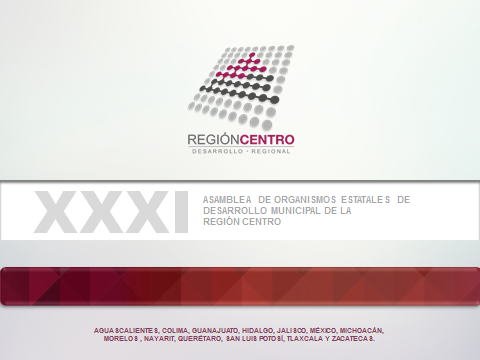 REGIÓNCENTRO
DESARROLLO - REGIONAL
XXXI
ASAMBLEA DE ORGANISMOS ESTATALES DE
DESARROLLO MUNICIPAL DE LA
REGIÓN CENTRO
AGUASCALIENTES, COLIMA, GUANAJUATO, HIDALGO, JALISCO, MÉXICO, MICHOACÁN,
MORELOS, NAYARIT, QUERÉTARO, SAN LUIS POTOSÍ, TLAXCALA Y ZACATECAS.